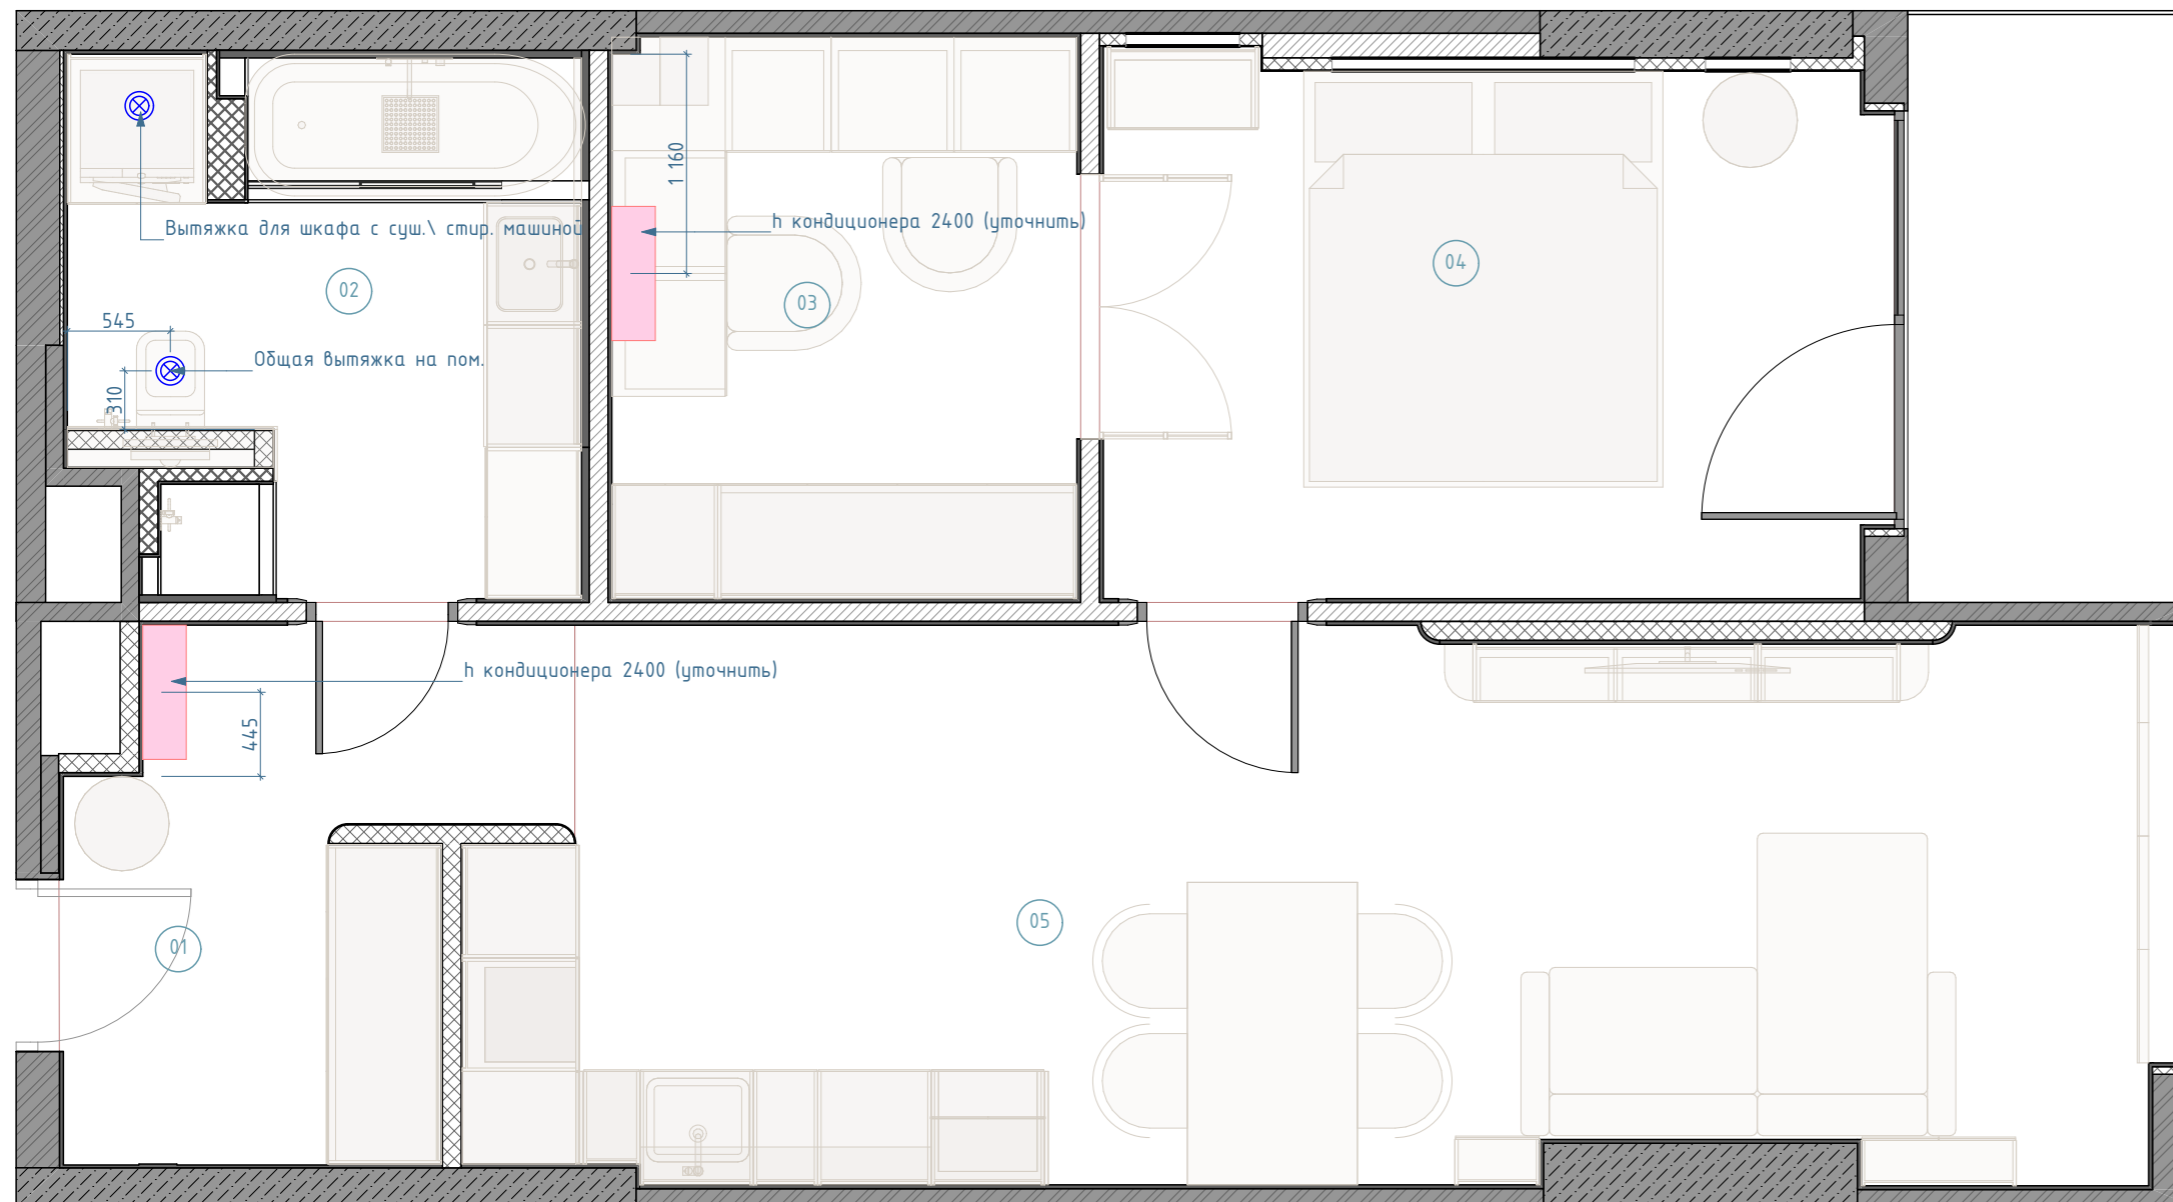 1 160
Вытяжка для шкафа с суш.\ стир. машиной
h кондиционера 2400 (уточнить)
04
02
03
545
Общая вытяжка на пом.
310
h кондиционера 2400 (уточнить)
445
05
01